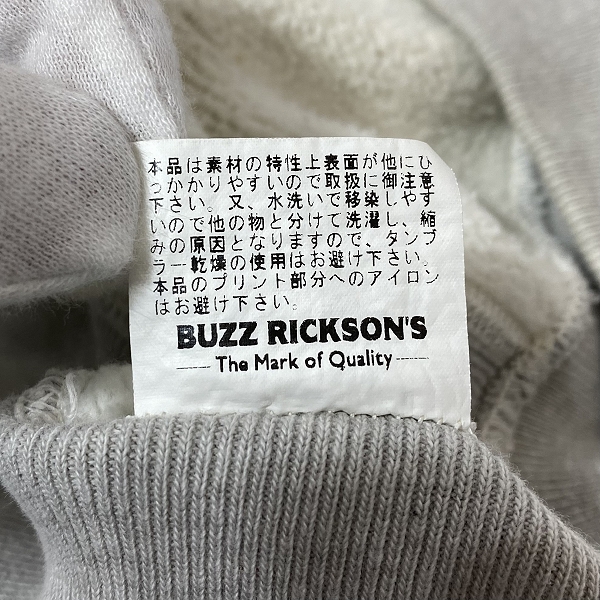 本品は素材の特性上表面が他にひ
っかかりやすいので取扱に御注意
下さい。又、水洗いで移染しやす
いので他の物と分けて洗濯し、縮
みの原因となりますので、タンブ
ラー乾燥の使用はお避け下さい。
本品のプリント部分へのアイロン
はお避け下さい。
BUZZ RICKSON'S
The Mark of Quality